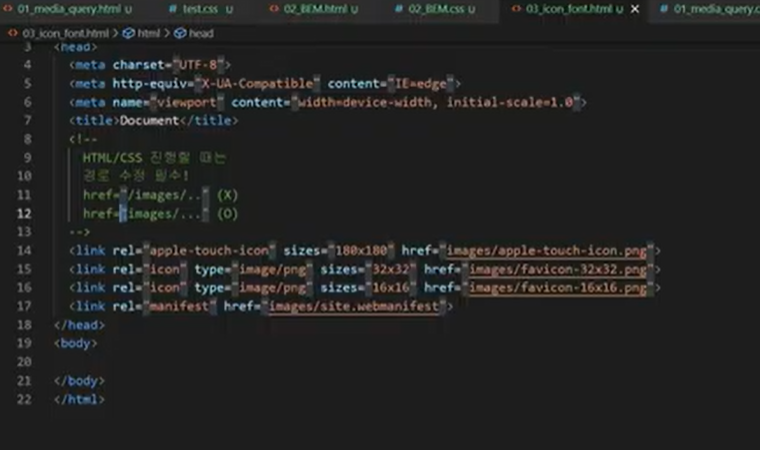 01_media_query.html U
test.css U
02_BEM.html U
02_BEM.css U
03_icon_font.html U
01_media_query.c
03_icon_font.html > html > head
3 <head>
4 <meta charset="UTF-8">
5 <meta http-equiv="X-UA-Compatible" content="IE=edge">
6 <meta name="viewport" content="width=device-width, initial-scale=1.0">
7 <title>Document</title>
8 <!--
9 HTML/CSS 진행할 때는
10 경로 수정 필수!
11 href="/images/.." (X)
12 href="images/..." (O)
13 -->
14 <link rel="apple-touch-icon" sizes="180x180" href="images/apple-touch-icon.png">
15 <link rel="icon" type="image/png" sizes="32x32" href="images/favicon-32x32.png">
16 <link rel="icon" type="image/png" sizes="16x16" href="images/favicon-16x16.png">
17 <link rel="manifest" href="images/site.webmanifest">
18 </head>
19 <body>
20
21 </body>
22 </html>